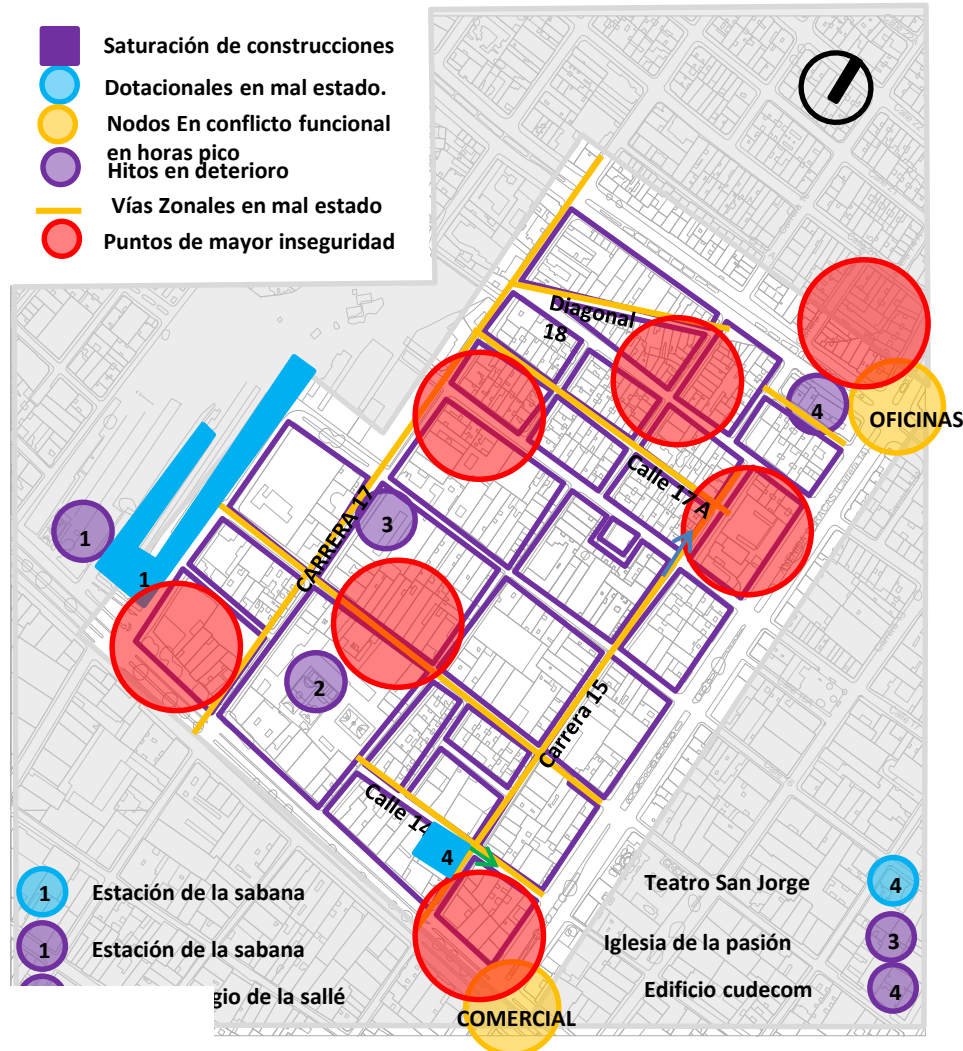 Saturación de construcciones
Dotacionales en mal estado.
Nodos En conflicto funcional
en horas pico
Hitos en deterioro
Vías Zonales en mal estado
Puntos de mayor inseguridad
Diagonal
18
4
OFICINAS
Calle 17 A
CARRERA 17
3
1
1
2
Carrera 15
Calle 14
4
COMERCIAL
1 Estación de la sabana
1 Estación de la sabana
gio de la sallé
Teatro San Jorge 4
Iglesia de la pasión 3
Edificio cudecom 4